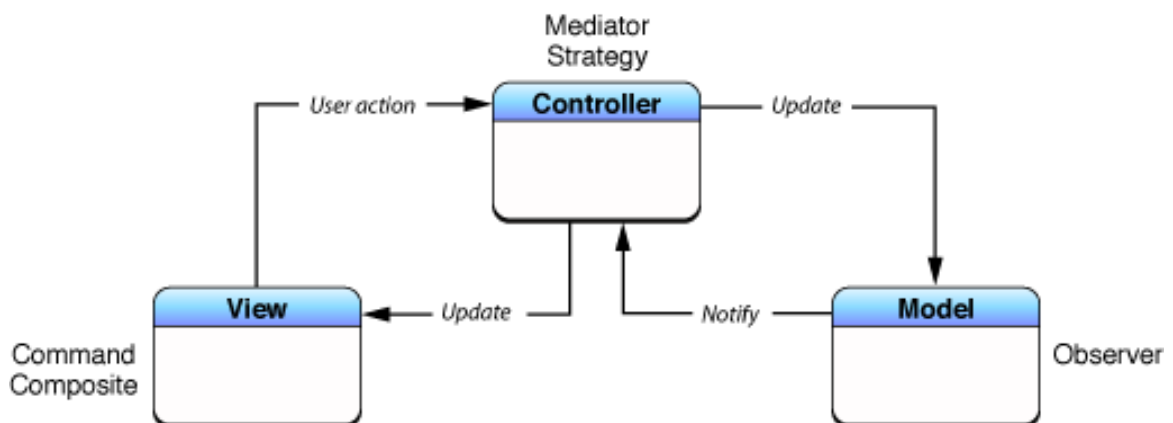 Mediator
Strategy
Controller
User action
Update
View
Update
Notify
Model
Command
Composite
Observer